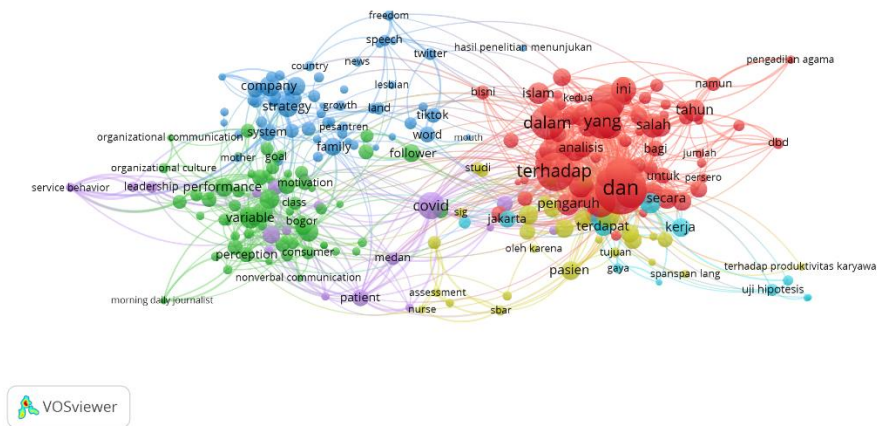 freedom
speech
hasil penelitian menunjukan
twitter
news
country
pengadilan agama
company
lesbian
namun
bisni
islam
kedua
ini
strategy
growth
land
tahun
tiktok
dalam
yang
salah
pesantren
word
organizational communication
system
mouth
family
analisis
bagi
dbd
mother
goal
follower
jumlah
organizational culture
studi
terhadap
service behavior
leadership
performance
motivation
untuk
persero
dan
class
covid
pengaruh
secara
variable
bogor
sig
jakarta
terdapat
kerja
perception
consumer
oleh karena
tujuan
medan
nonverbal communication
pasien
gaya
spanspan lang
terhadap produktivitas karyawa
assessment
uji hipotesis
morning daily journalist
patient
nurse
sbar
VOSviewer